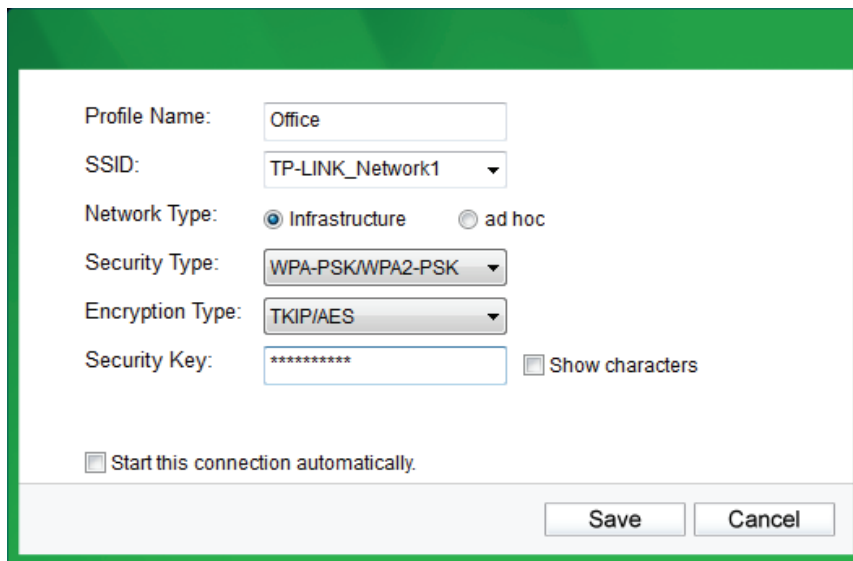 Profile Name: Office
SSID: TP-LINK_Network1
Network Type: Infrastructure ad hoc
Security Type: WPA-PSK/WPA2-PSK
Encryption Type: TKIP/AES
Security Key: ********** Show characters
Start this connection automatically.
Save Cancel